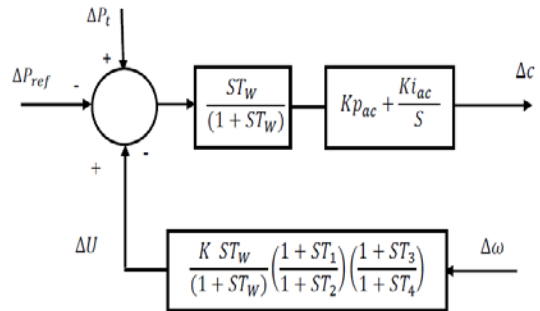 ΔP_t
+
ΔP_ref -
ST_W / (1 + ST_W)
Kp_ac + Ki_ac / S
Δc
+ -
ΔU
K ST_W / (1 + ST_W) ((1 + ST_1) / (1 + ST_2)) ((1 + ST_3) / (1 + ST_4))
Δω